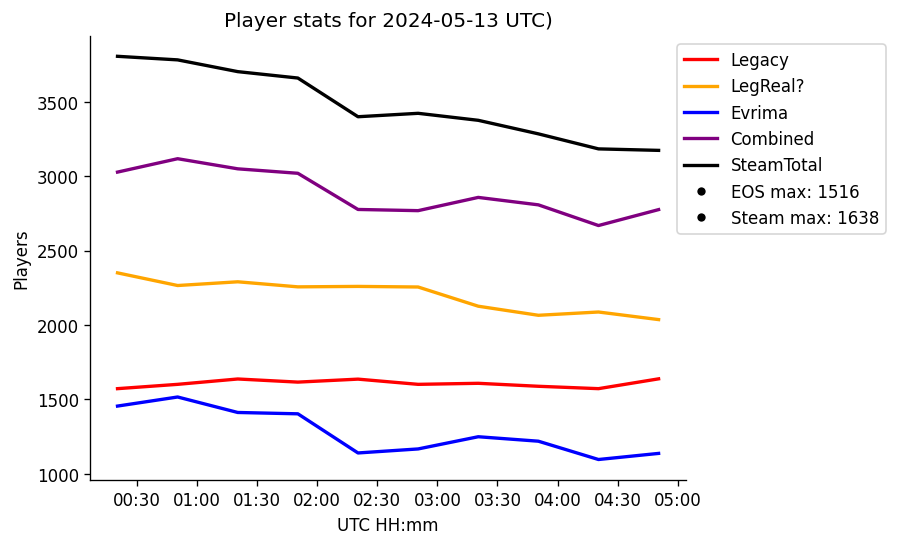 Player stats for 2024-05-13 UTC)
Legacy
LegReal?
Evrima
Combined
SteamTotal
EOS max: 1516
Steam max: 1638
Players
3500
3000
2500
2000
1500
1000
00:30 01:00 01:30 02:00 02:30 03:00 03:30 04:00 04:30 05:00
UTC HH:mm